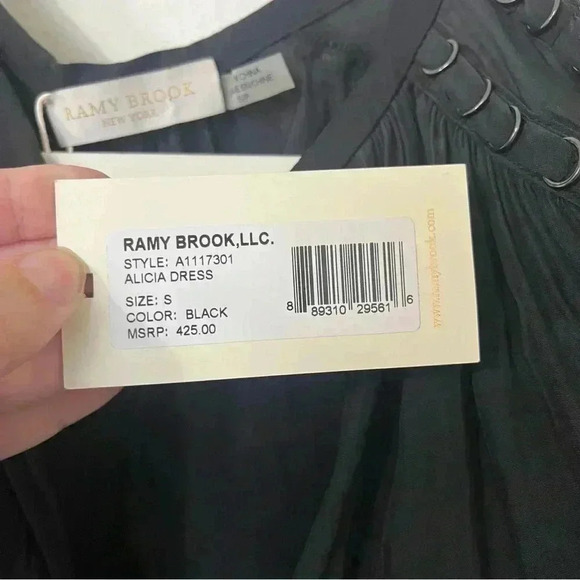 RAMY BROOK
NEW YORK
CHINA
RAMY BROOK,LLC.
STYLE: A1117301
ALICIA DRESS
SIZE: S
COLOR: BLACK
MSRP: 425.00
8 89310 29561 6
www.ramybrook.com